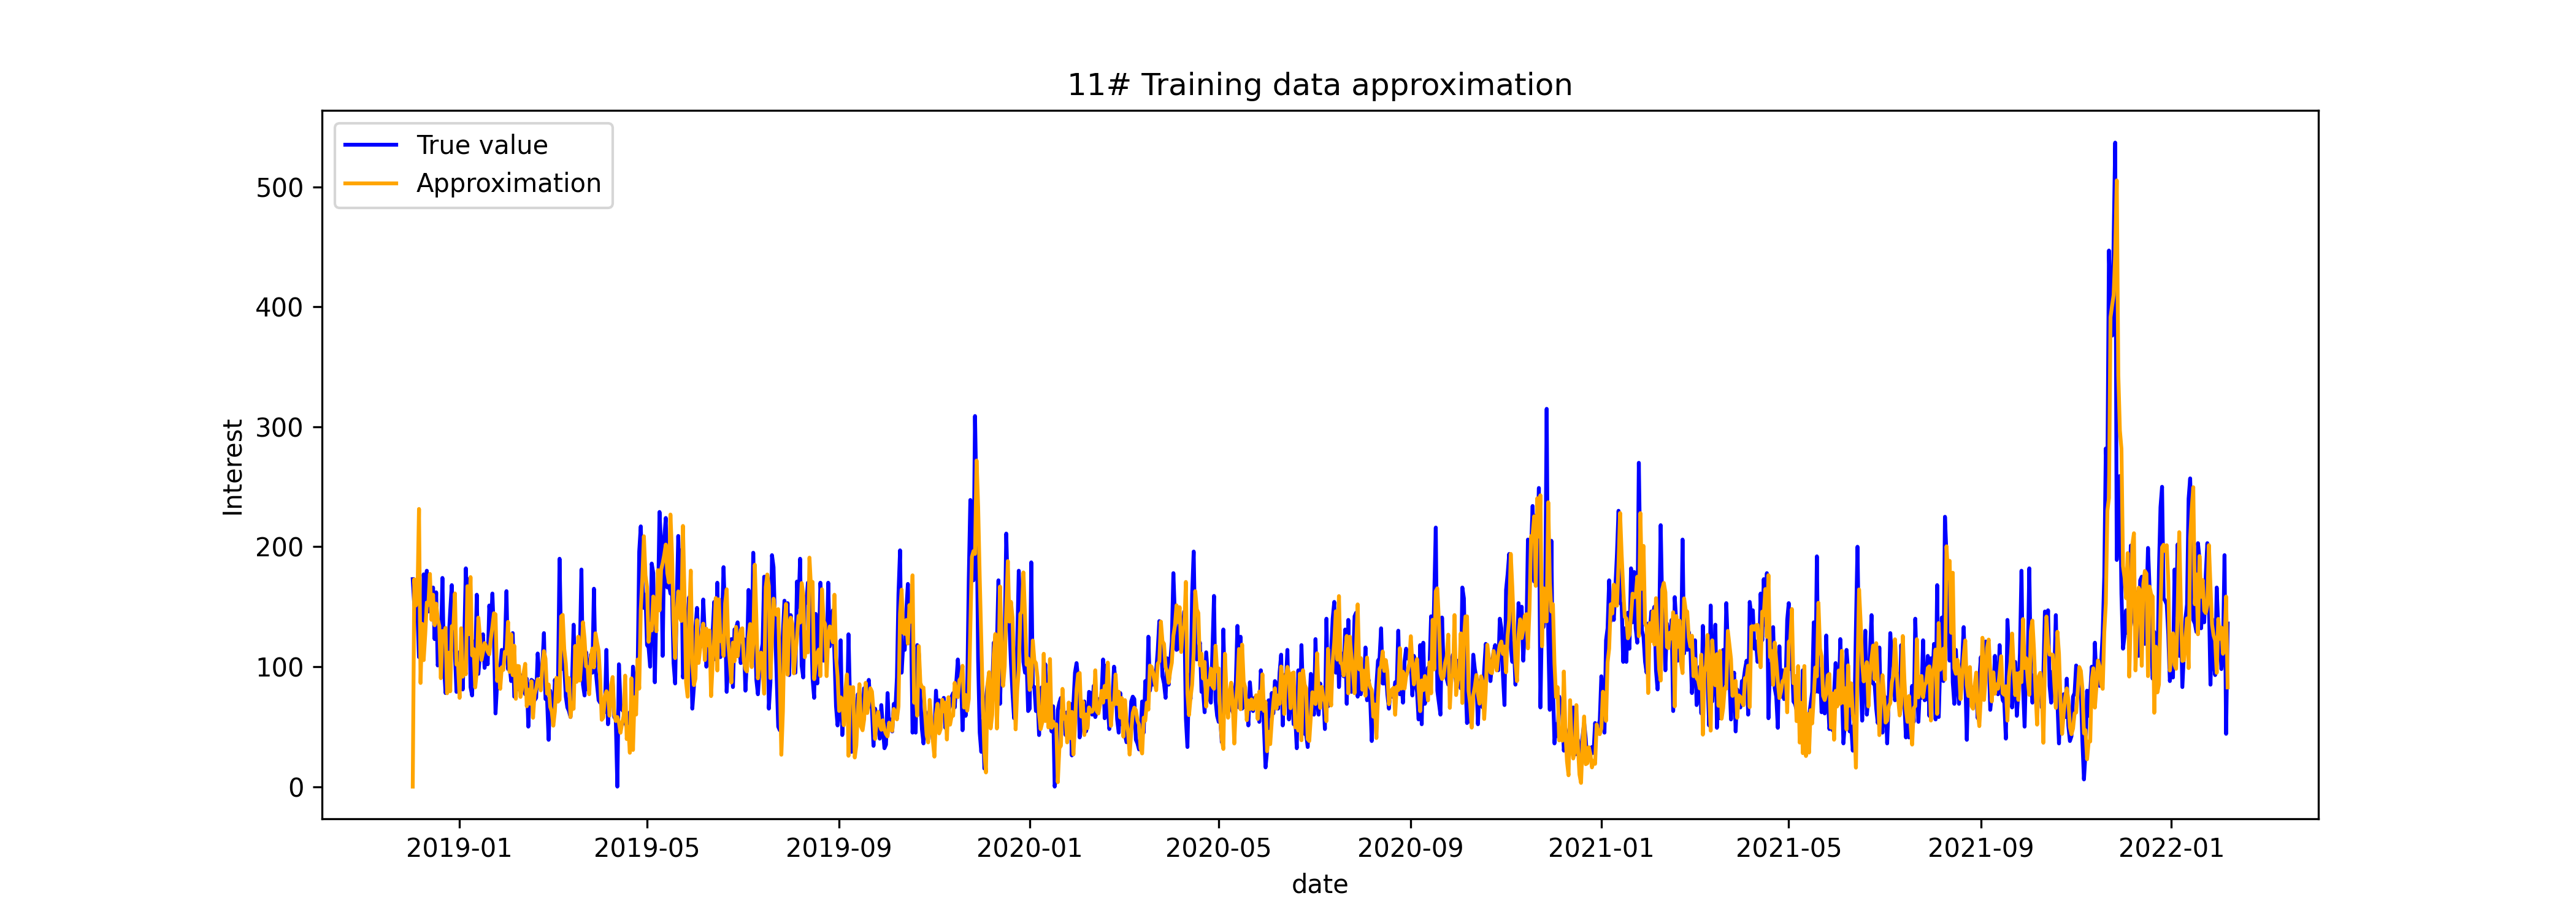 11# Training data approximation
True value
Approximation
Interest
500
400
300
200
100
0
2019-01 2019-05 2019-09 2020-01 2020-05 2020-09 2021-01 2021-05 2021-09 2022-01
date